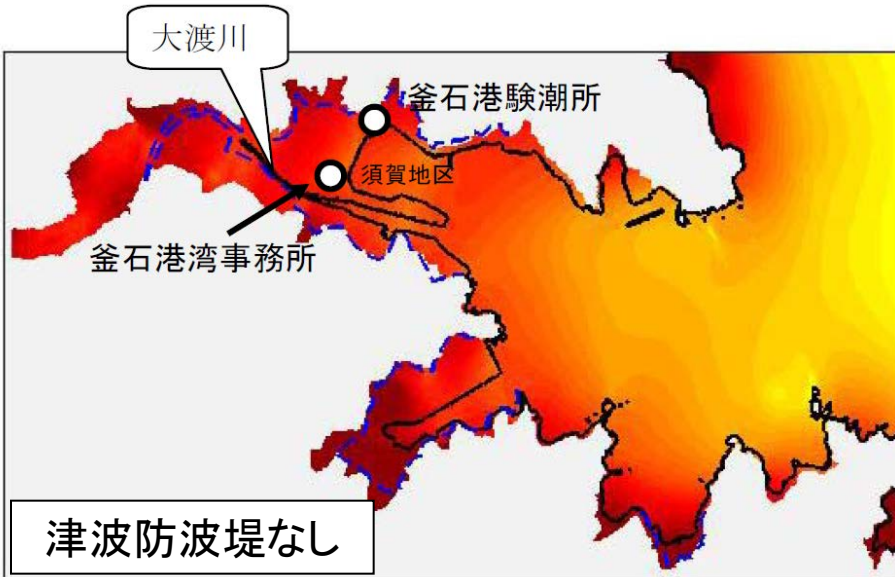 大渡川
釜石港験潮所
須賀地区
釜石港湾事務所
津波防波堤なし